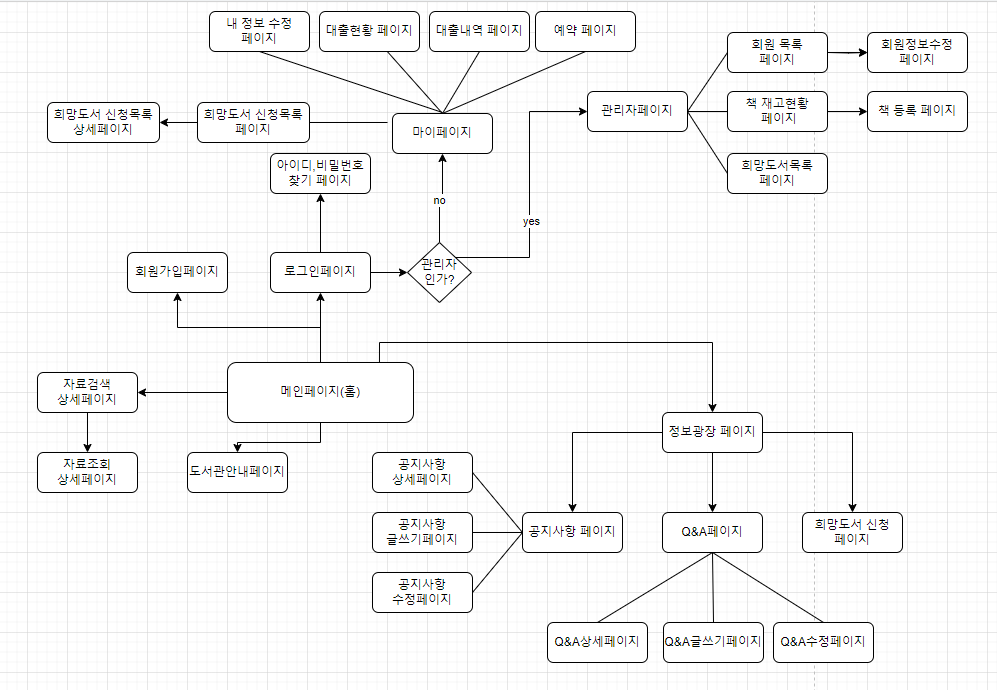 내 정보 수정
페이지
대출현황 페이지
대출내역 페이지
예약 페이지
회원 목록
페이지
회원정보수정
페이지
희망도서 신청목록
상세페이지
희망도서 신청목록
페이지
마이페이지
관리자페이지
책 재고현황
페이지
책 등록 페이지
아이디,비밀번호
찾기 페이지
희망도서목록
페이지
no
yes
회원가입페이지
로그인페이지
관리자
인가?
메인페이지(홈)
자료검색
상세페이지
정보광장 페이지
자료조회
상세페이지
도서관안내페이지
공지사항
상세페이지
공지사항
글쓰기페이지
공지사항 페이지
Q&A페이지
희망도서 신청
페이지
공지사항
수정페이지
Q&A상세페이지
Q&A글쓰기페이지
Q&A수정페이지